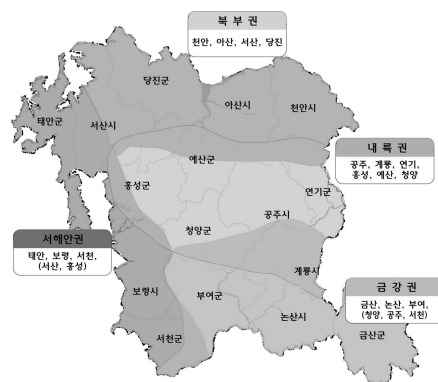 북 부 권
천안, 아산, 서산, 당진
당진군
아산시
천안시
태안군
서산시
예산군
내 륙 권
공주, 계룡, 연기,
홍성, 예산, 청양
홍성군
연기군
공주시
청양군
서해안권
태안, 보령, 서천,
(서산, 홍성)
계룡시
보령시
부여군
금 강 권
금산, 논산, 부여,
(청양, 공주, 서천)
논산시
서천군
금산군